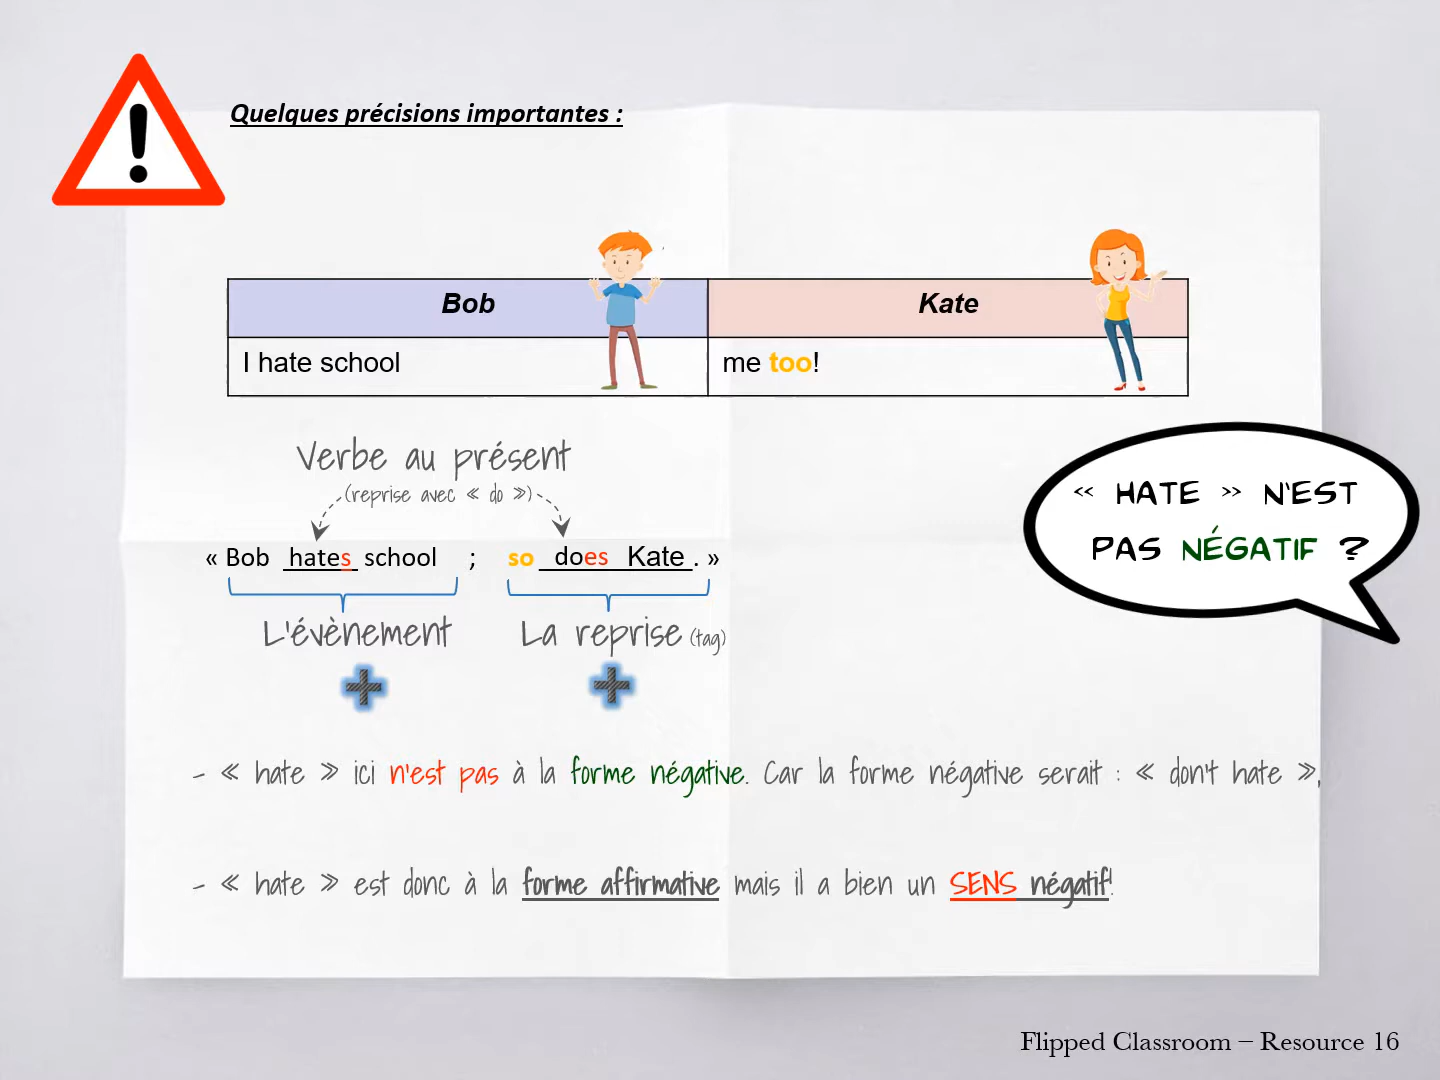 Quelques précisions importantes :
Bob
Kate
I hate school
me too!
Verbe au présent
(reprise avec « do »)
« Bob hates school ; so does Kate . »
L'évènement
La reprise (tag)
« HATE » N'EST
PAS NÉGATIF ?
- « hate » ici n'est pas à la forme négative. Car la forme négative serait : « don't hate »,
- « hate » est donc à la forme affirmative mais il a bien un SENS négatif!
Flipped Classroom – Resource 16